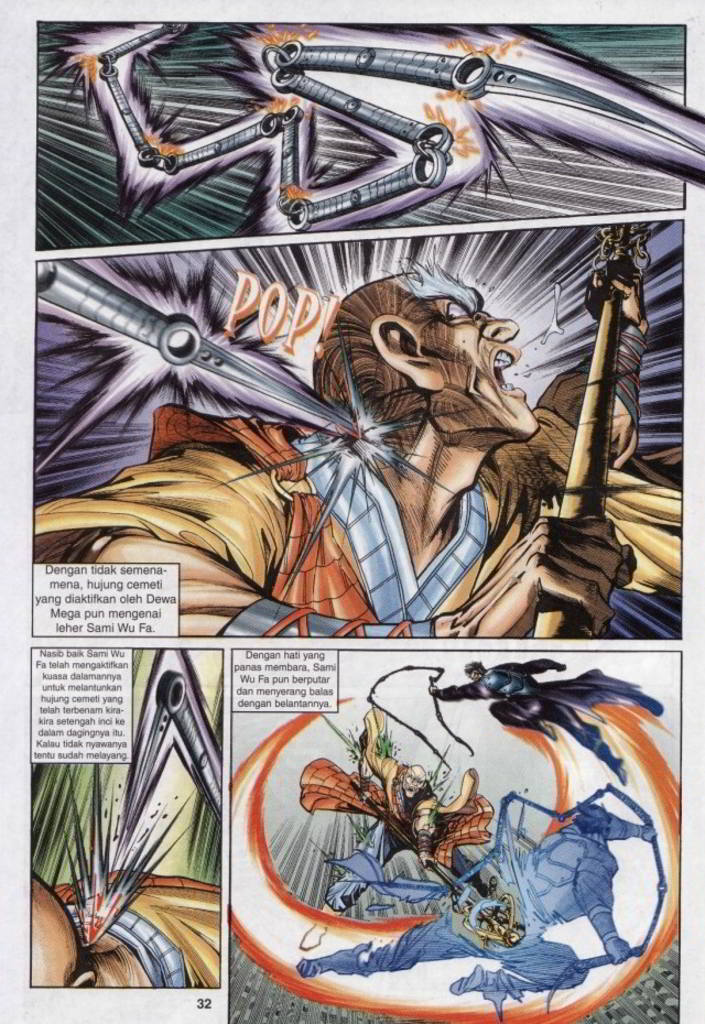 POP!
Dengan tidak semena-
mena, hujung cemeti
yang diaktifkan oleh Dewa
Mega pun mengenai
leher Sami Wu Fa.
Nasib baik Sami Wu
Fa telah mengaktifkan
kuasa dalamannya
untuk melantunkan
hujung cemeti yang
telah terbenam kira-
kira setengah inci ke
dalam dagingnya itu.
Kalau tidak nyawanya
tentu sudah melayang.
Dengan hati yang
panas membara, Sami
Wu Fa pun berputar
dan menyerang balas
dengan belantannya.
32